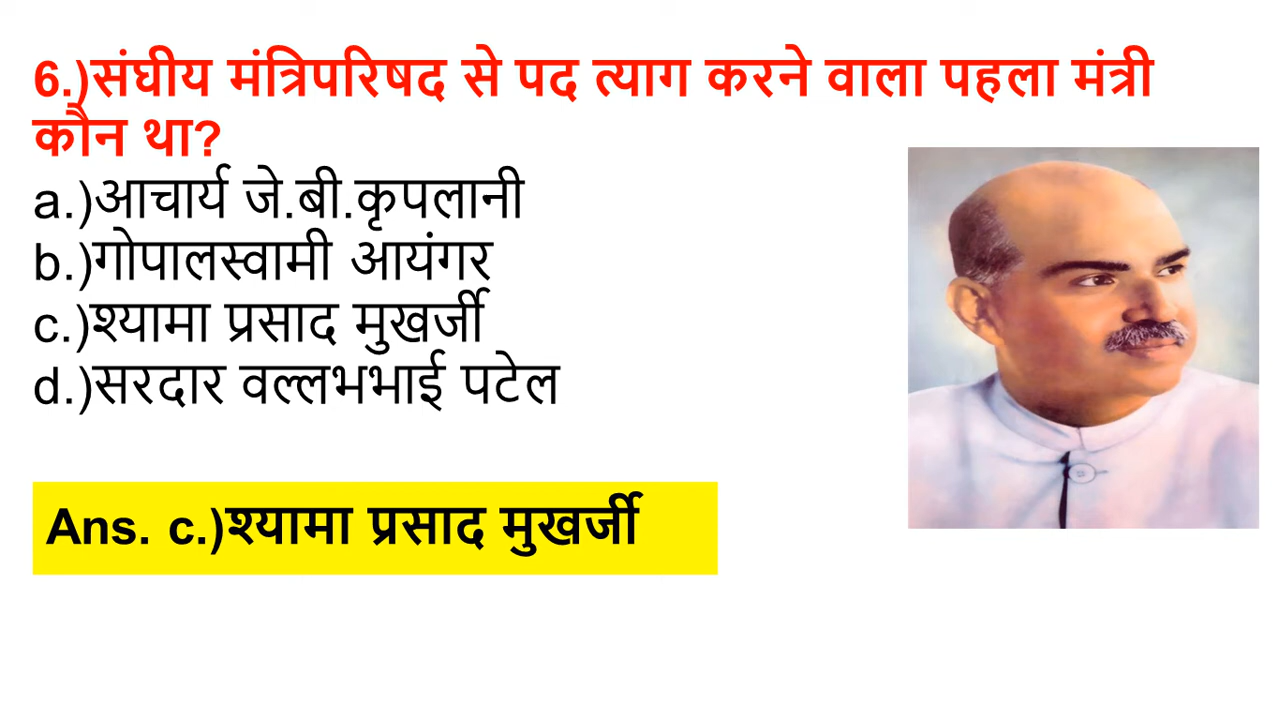 6.)संघीय मंत्रिपरिषद से पद त्याग करने वाला पहला मंत्री
कौन था?
a.)आचार्य जे.बी.कृपलानी
b.)गोपालस्वामी आयंगर
c.)श्यामा प्रसाद मुखर्जी
d.)सरदार वल्लभभाई पटेल
Ans. c.)श्यामा प्रसाद मुखर्जी